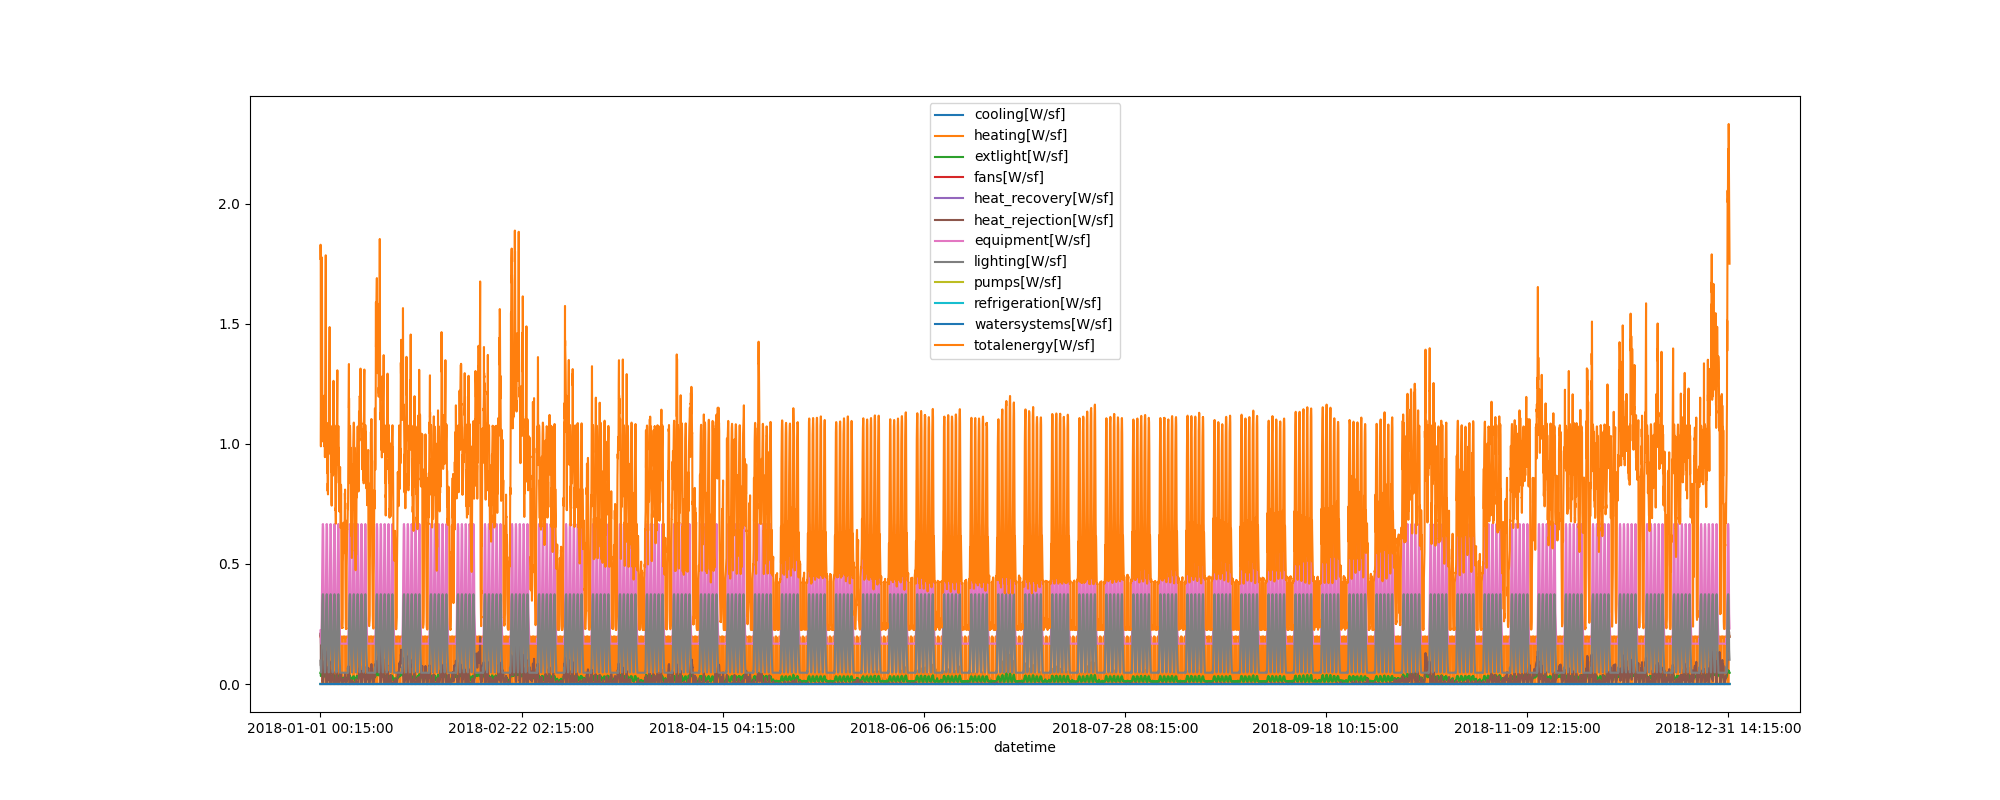 cooling[W/sf]
heating[W/sf]
extlight[W/sf]
fans[W/sf]
heat_recovery[W/sf]
heat_rejection[W/sf]
equipment[W/sf]
lighting[W/sf]
pumps[W/sf]
refrigeration[W/sf]
watersystems[W/sf]
totalenergy[W/sf]
2.0
1.5
1.0
0.5
0.0
2018-01-01 00:15:00 2018-02-22 02:15:00 2018-04-15 04:15:00 2018-06-06 06:15:00 2018-07-28 08:15:00 2018-09-18 10:15:00 2018-11-09 12:15:00 2018-12-31 14:15:00
datetime